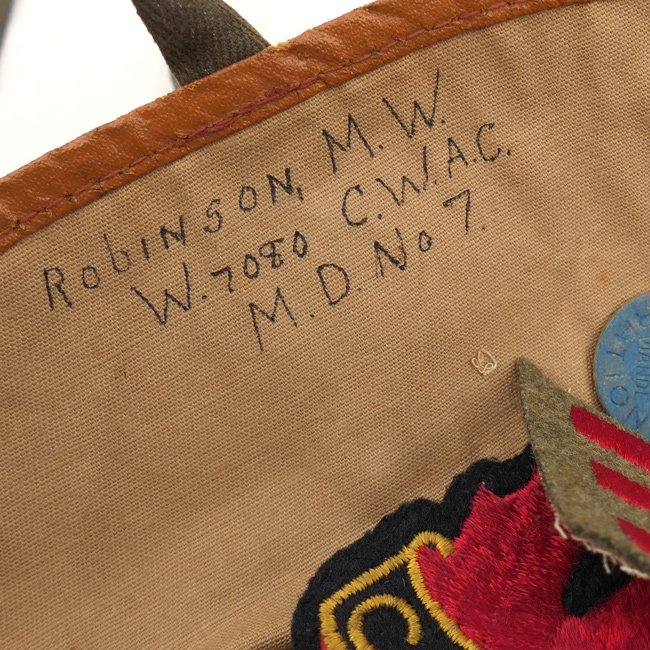 ROBINSON, M.W.
W.7080 C.W.A.C.
M.D. No 7.
C